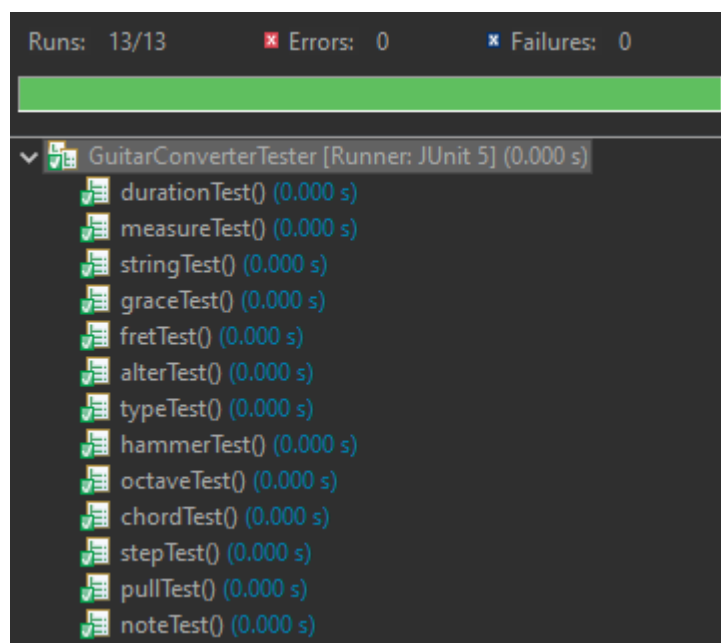 Runs: 13/13 Errors: 0 Failures: 0
GuitarConverterTester [Runner: JUnit 5] (0.000 s)
durationTest() (0.000 s)
measureTest() (0.000 s)
stringTest() (0.000 s)
graceTest() (0.000 s)
fretTest() (0.000 s)
alterTest() (0.000 s)
typeTest() (0.000 s)
hammerTest() (0.000 s)
octaveTest() (0.000 s)
chordTest() (0.000 s)
stepTest() (0.000 s)
pullTest() (0.000 s)
noteTest() (0.000 s)